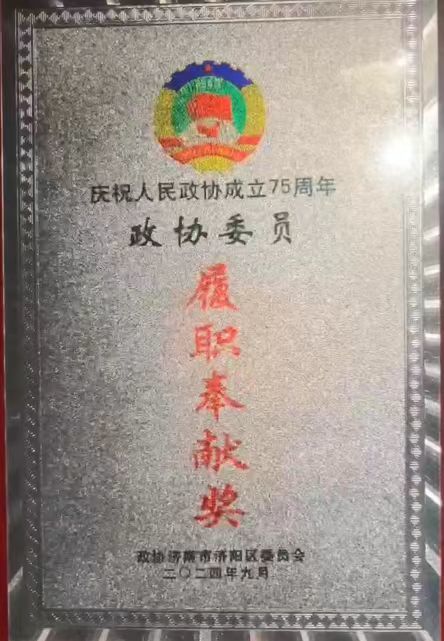 庆祝人民政协成立75周年
政协委员
履职奉献奖
政协济南市济阳区委员会
二〇二四年九月